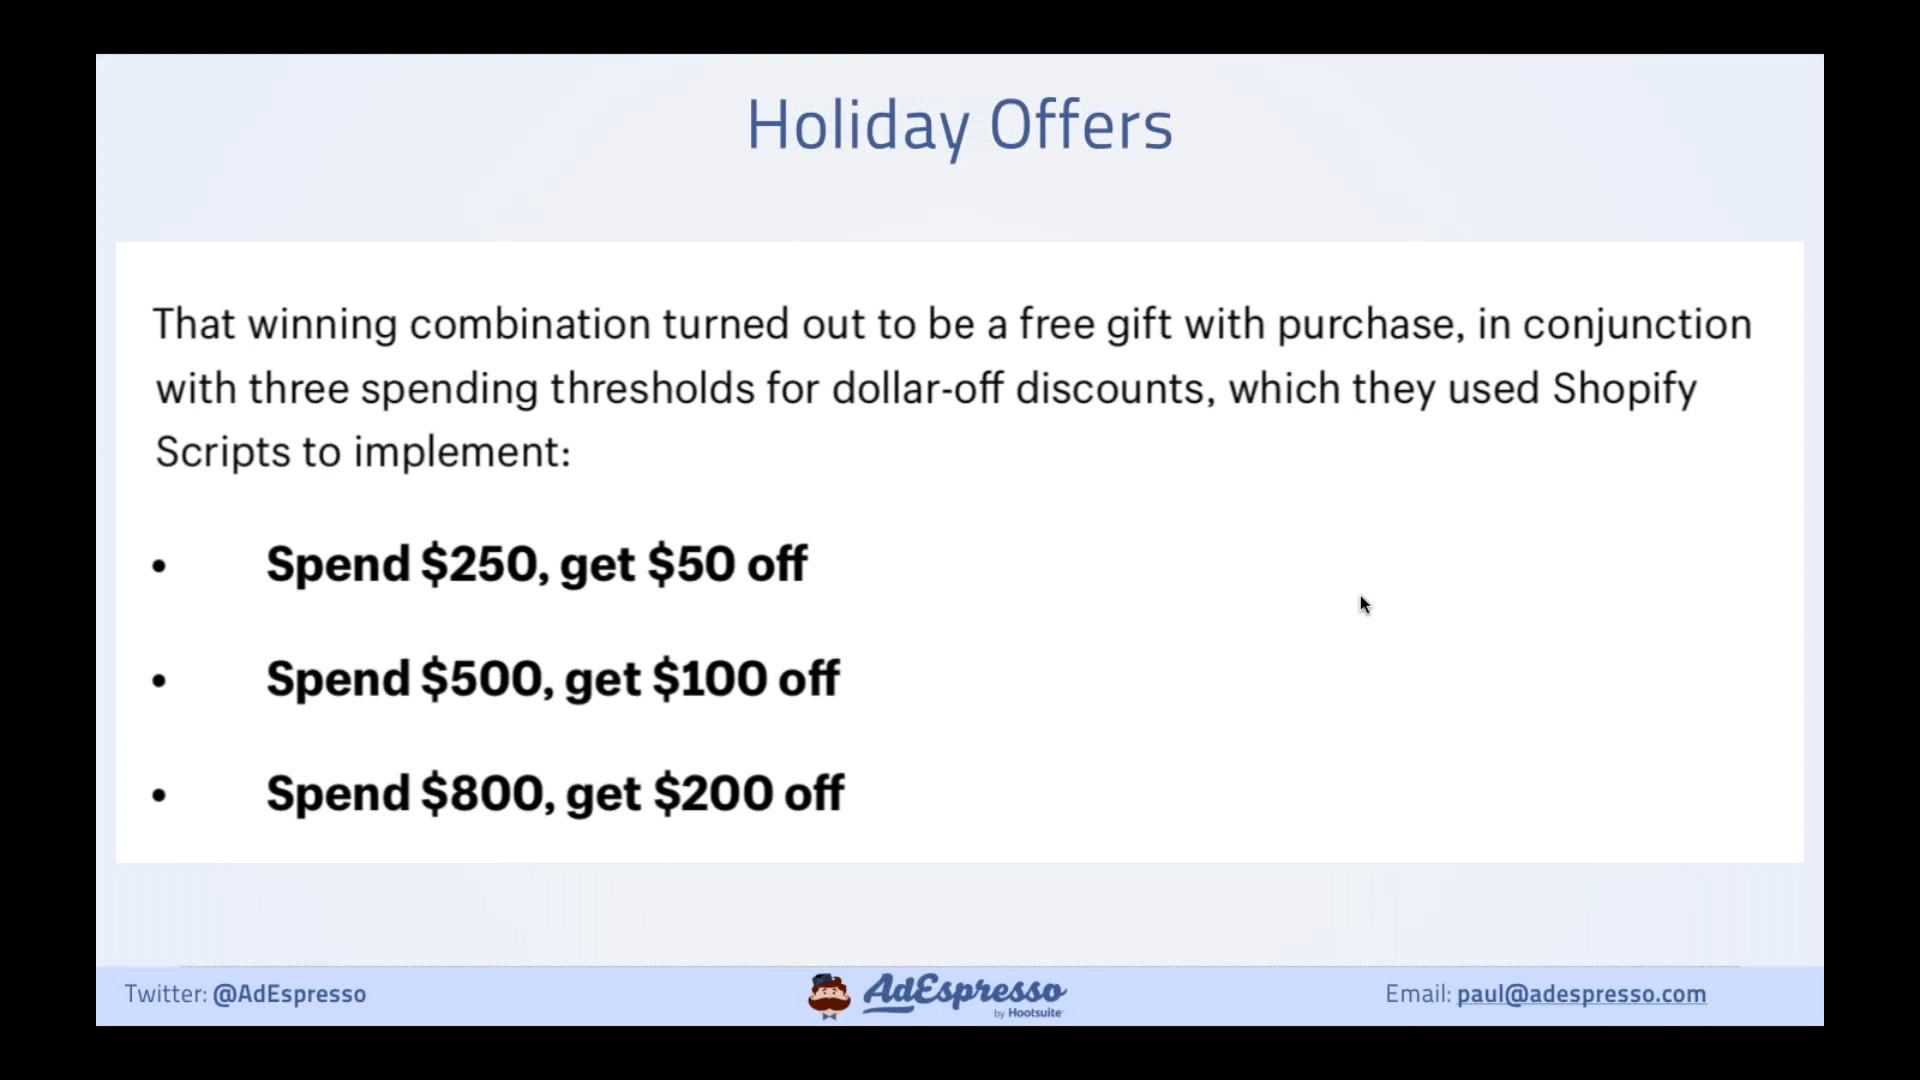 Holiday Offers
That winning combination turned out to be a free gift with purchase, in conjunction
with three spending thresholds for dollar-off discounts, which they used Shopify
Scripts to implement:
• Spend $250, get $50 off
• Spend $500, get $100 off
• Spend $800, get $200 off
Twitter: @AdEspresso
AdEspresso
by Hootsuite
Email: paul@adespresso.com